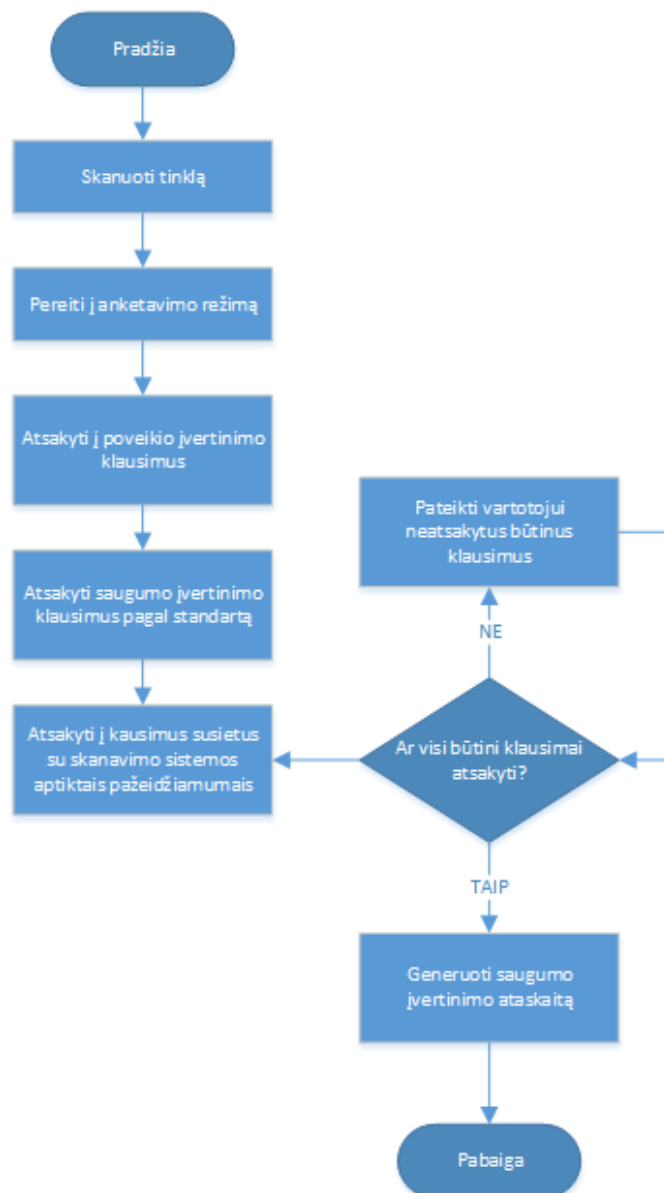 Pradžia
Skanuoti tinklą
Pereiti į anketavimo režimą
Atsakyti į poveikio įvertinimo
klausimus
Atsakyti saugumo įvertinimo
klausimus pagal standartą
Atsakyti į kausimus susietus
su skanavimo sistemos
aptiktais pažeidžiamumais
Pateikti vartotojui
neatsakytus būtinus
klausimus
NE
Ar visi būtini klausimai
atsakyti?
TAIP
Generuoti saugumo
įvertinimo ataskaitą
Pabaiga